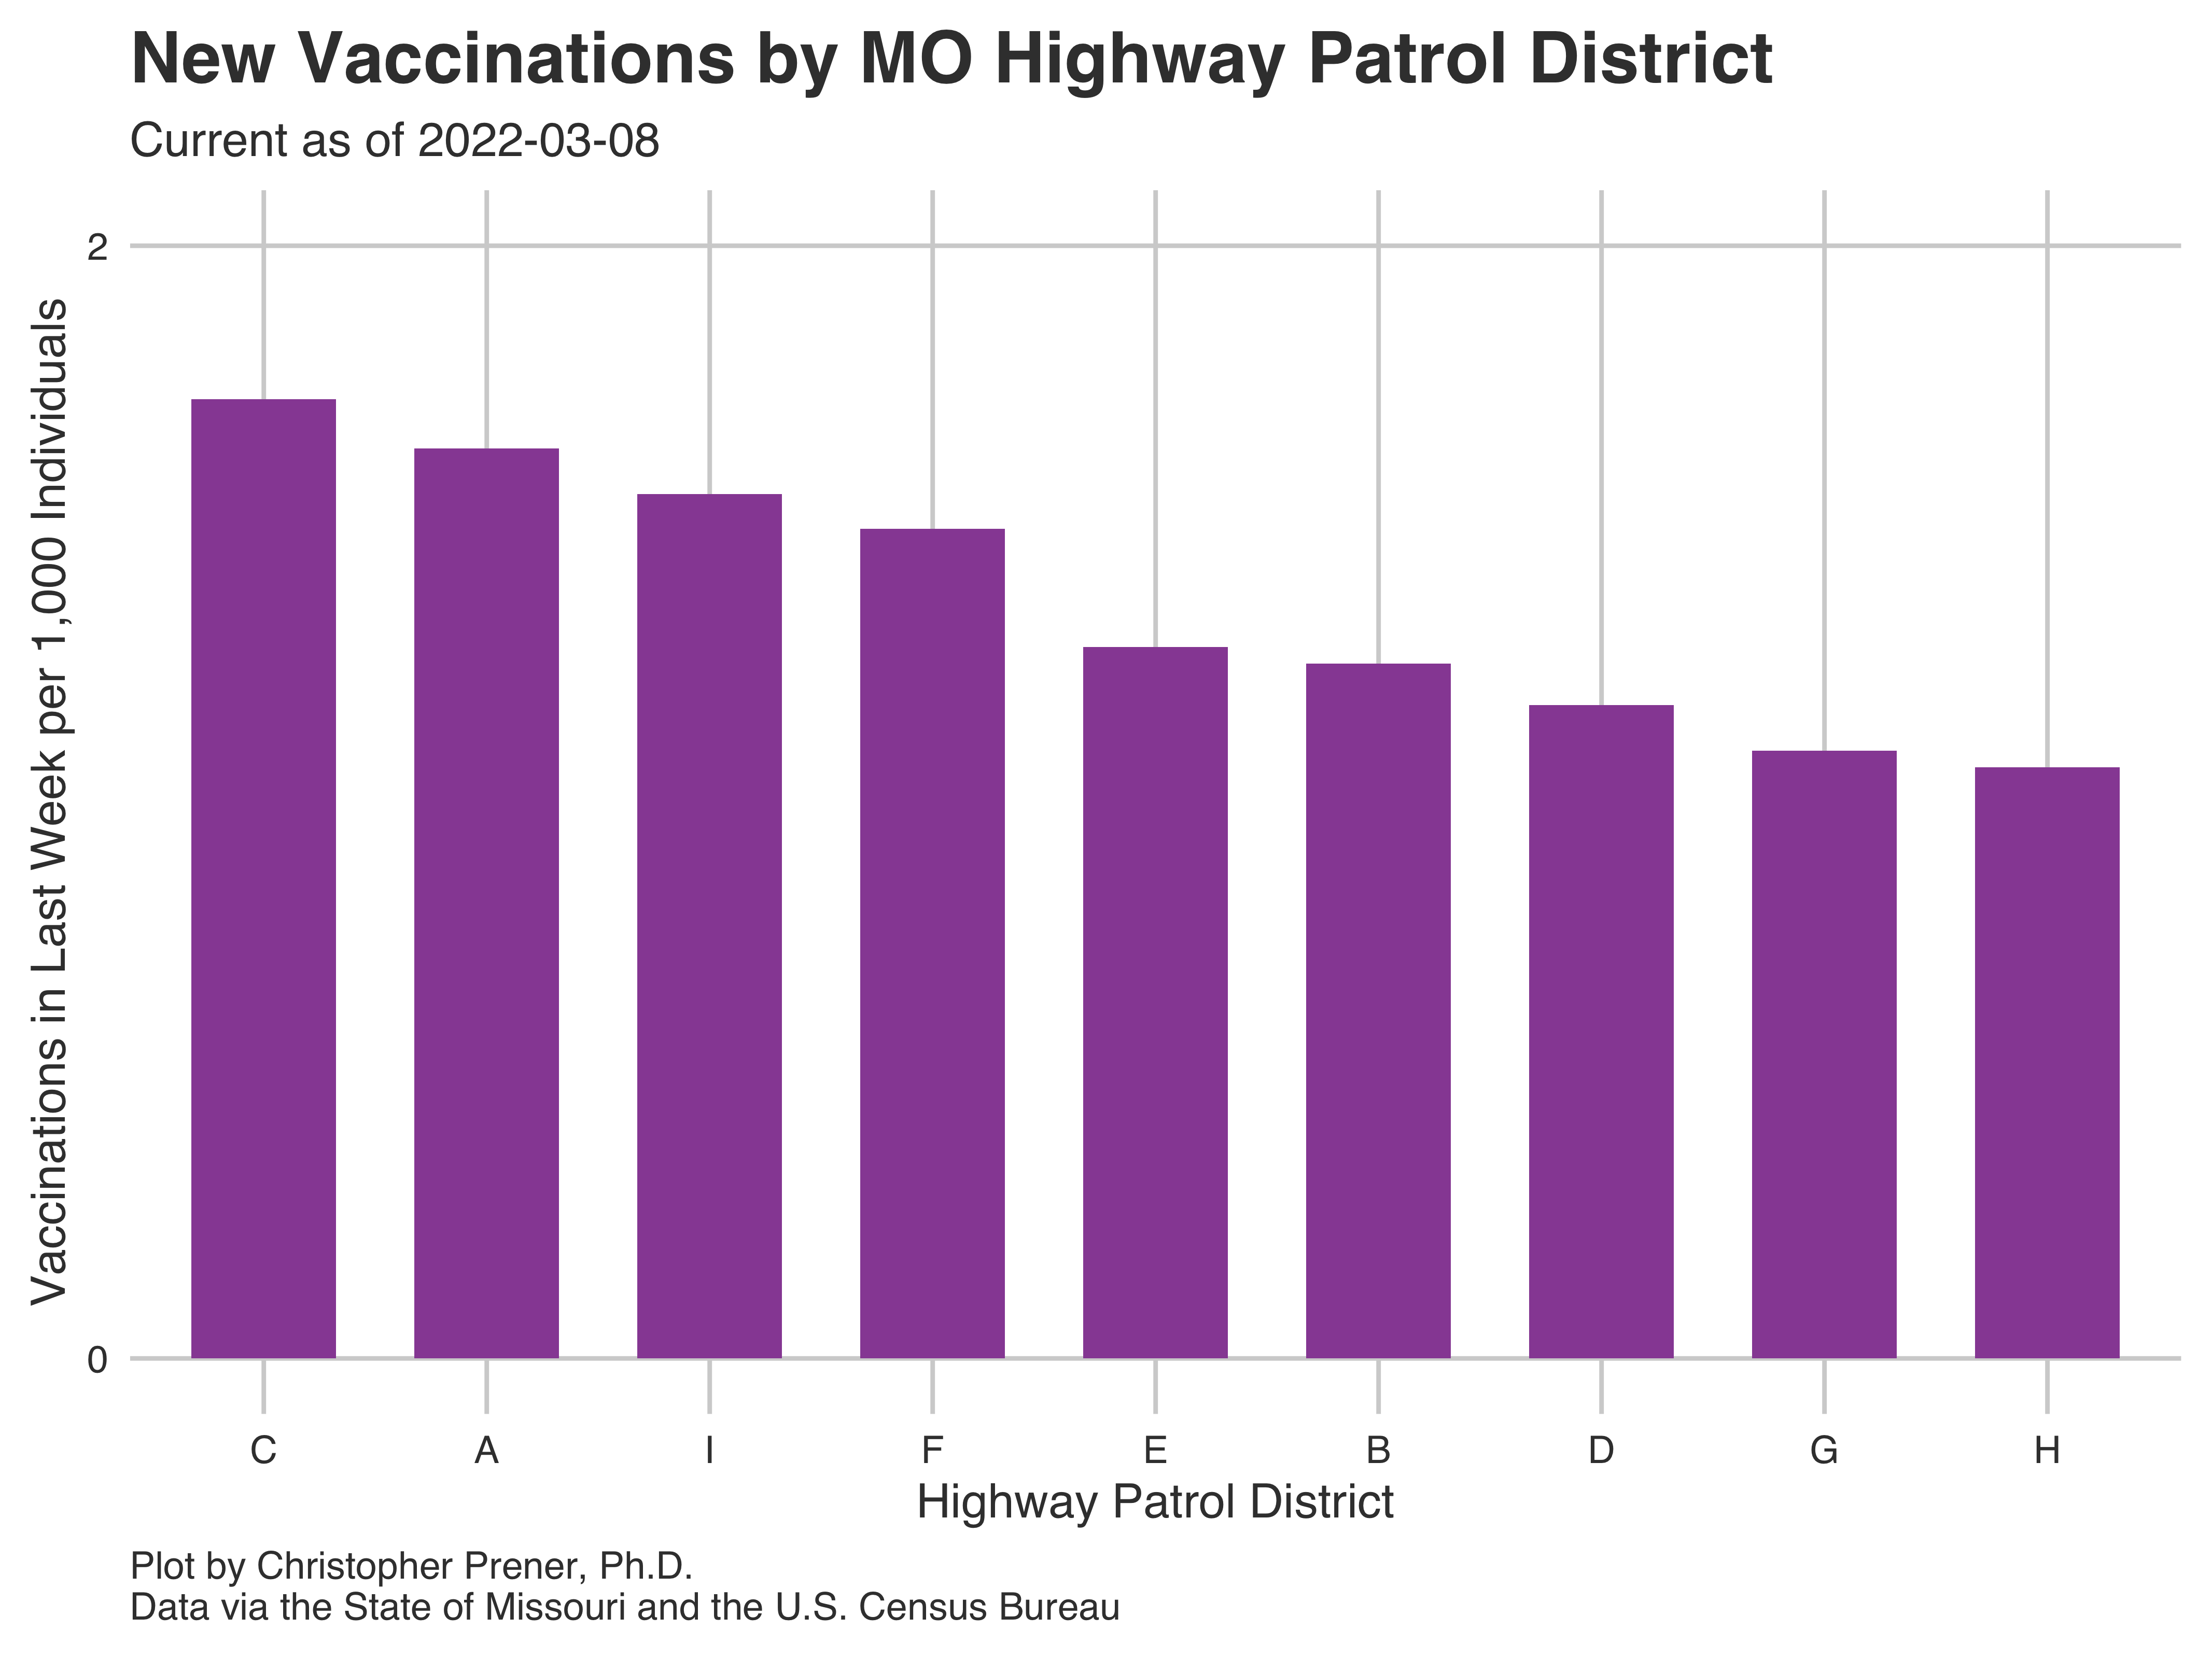 New Vaccinations by MO Highway Patrol District
Current as of 2022-03-08
Vaccinations in Last Week per 1,000 Individuals
2
0
C A I F E B D G H
Highway Patrol District
Plot by Christopher Prener, Ph.D.
Data via the State of Missouri and the U.S. Census Bureau